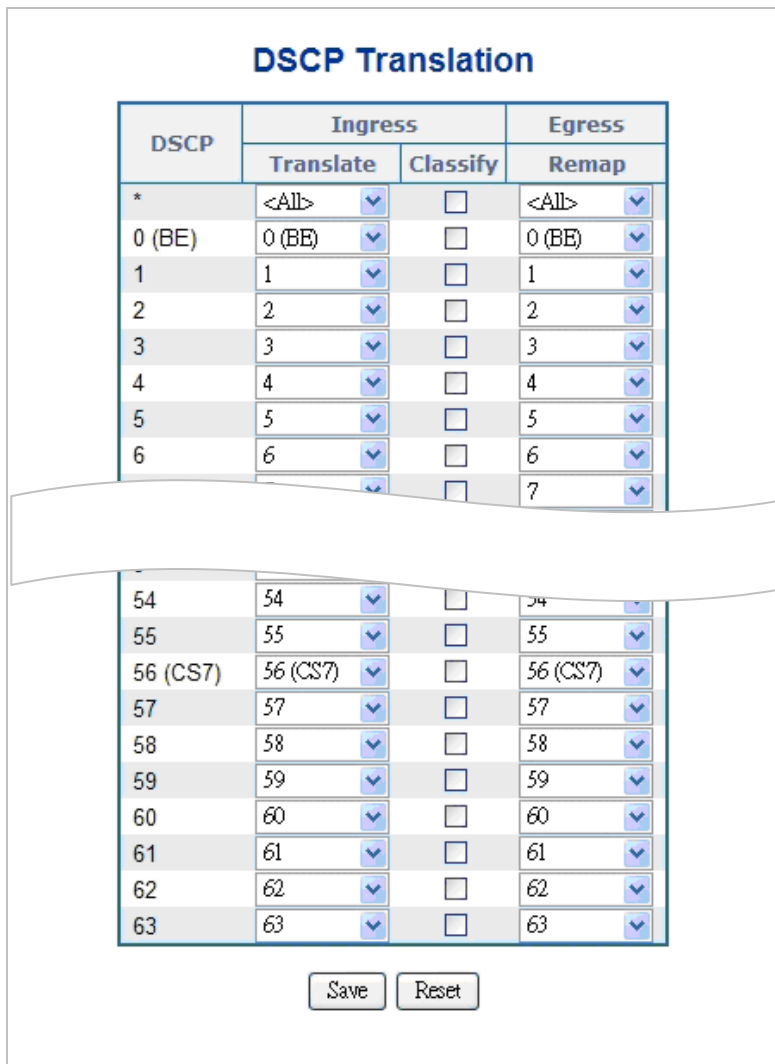 DSCP Translation
DSCP Ingress Egress
Translate Classify Remap
* <All> <All>
0 (BE) 0 (BE) 0 (BE)
1 1 1
2 2 2
3 3 3
4 4 4
5 5 5
6 6 6
7
54 54 54
55 55 55
56 (CS7) 56 (CS7) 56 (CS7)
57 57 57
58 58 58
59 59 59
60 60 60
61 61 61
62 62 62
63 63 63
Save Reset